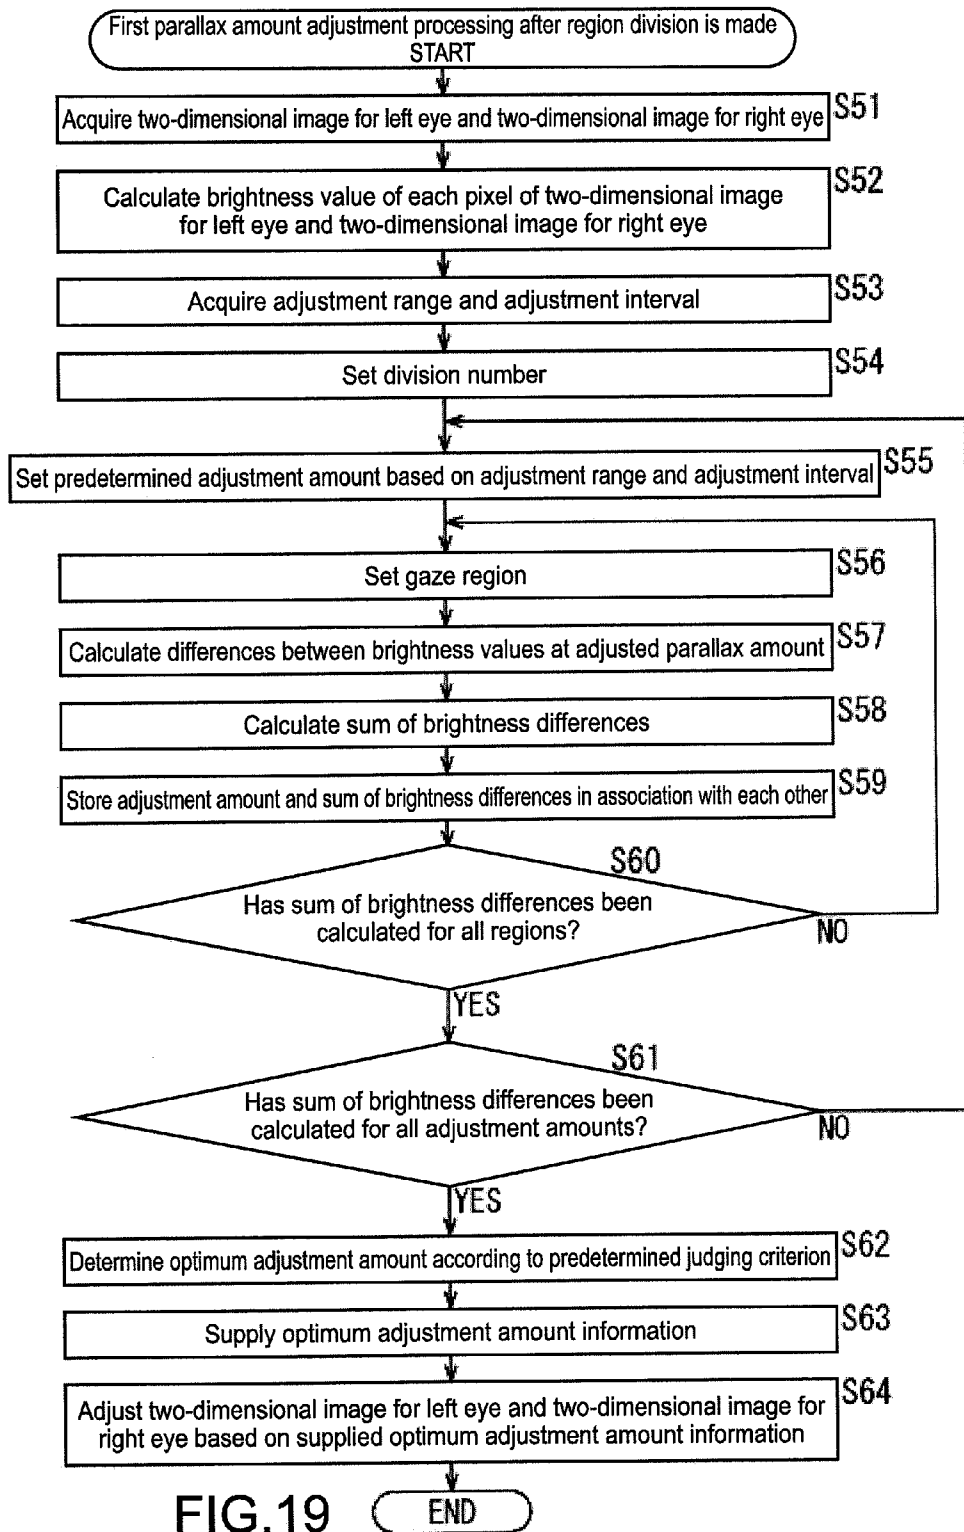 First parallax amount adjustment processing after region division is made
START
Acquire two-dimensional image for left eye and two-dimensional image for right eye
S51
Calculate brightness value of each pixel of two-dimensional image
for left eye and two-dimensional image for right eye
S52
Acquire adjustment range and adjustment interval
S53
Set division number
S54
Set predetermined adjustment amount based on adjustment range and adjustment interval
S55
Set gaze region
S56
Calculate differences between brightness values at adjusted parallax amount
S57
Calculate sum of brightness differences
S58
Store adjustment amount and sum of brightness differences in association with each other
S59
S60
Has sum of brightness differences been
calculated for all regions?
NO
YES
S61
Has sum of brightness differences been
calculated for all adjustment amounts?
NO
YES
Determine optimum adjustment amount according to predetermined judging criterion
S62
Supply optimum adjustment amount information
S63
Adjust two-dimensional image for left eye and two-dimensional image for
right eye based on supplied optimum adjustment amount information
S64
FIG.19
END